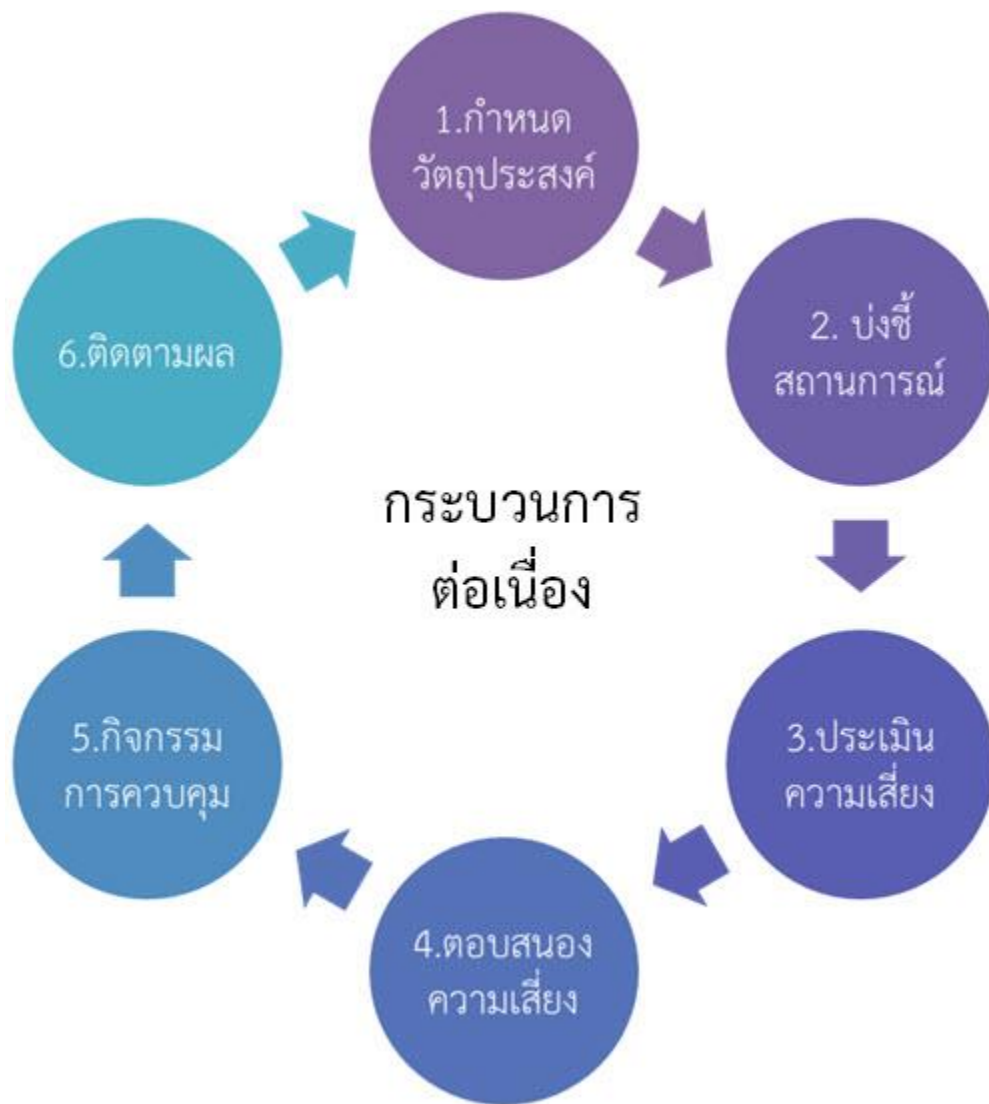 1.กำหนด
วัตถุประสงค์
2. บ่งชี้
สถานการณ์
3.ประเมิน
ความเสี่ยง
4.ตอบสนอง
ความเสี่ยง
5.กิจกรรม
การควบคุม
6.ติดตามผล
กระบวนการ
ต่อเนื่อง